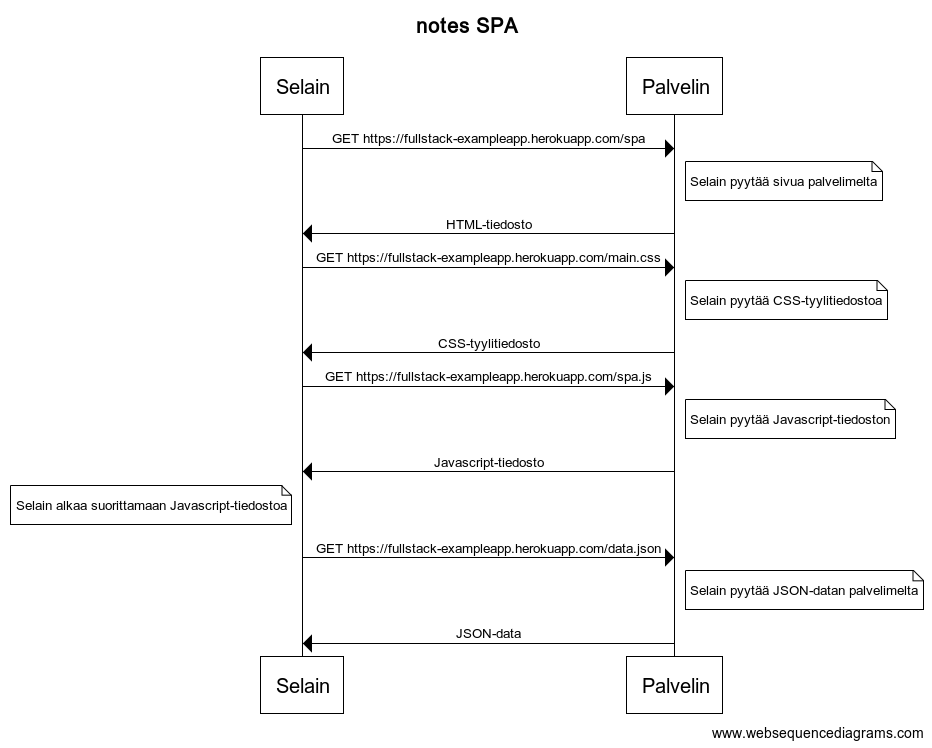 notes SPA
Selain
Palvelin
GET https://fullstack-exampleapp.herokuapp.com/spa
Selain pyytää sivua palvelimelta
HTML-tiedosto
GET https://fullstack-exampleapp.herokuapp.com/main.css
Selain pyytää CSS-tyylitiedostoa
CSS-tyylitiedosto
GET https://fullstack-exampleapp.herokuapp.com/spa.js
Selain pyytää Javascript-tiedoston
Javascript-tiedosto
Selain alkaa suorittamaan Javascript-tiedostoa
GET https://fullstack-exampleapp.herokuapp.com/data.json
Selain pyytää JSON-datan palvelimelta
JSON-data
Selain
Palvelin
www.websequencediagrams.com